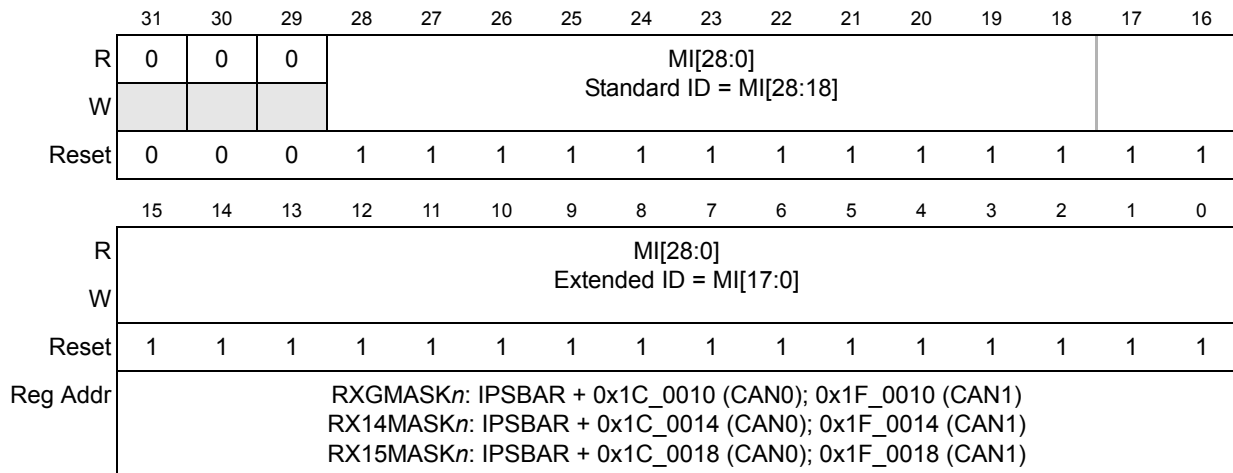 31 30 29 28 27 26 25 24 23 22 21 20 19 18 17 16
R 0 0 0 MI[28:0]
Standard ID = MI[28:18]
W
Reset 0 0 0 1 1 1 1 1 1 1 1 1 1 1 1 1
15 14 13 12 11 10 9 8 7 6 5 4 3 2 1 0
R MI[28:0]
Extended ID = MI[17:0]
W
Reset 1 1 1 1 1 1 1 1 1 1 1 1 1 1 1 1
Reg Addr RXGMASKn: IPSBAR + 0x1C_0010 (CAN0); 0x1F_0010 (CAN1)
RX14MASKn: IPSBAR + 0x1C_0014 (CAN0); 0x1F_0014 (CAN1)
RX15MASKn: IPSBAR + 0x1C_0018 (CAN0); 0x1F_0018 (CAN1)